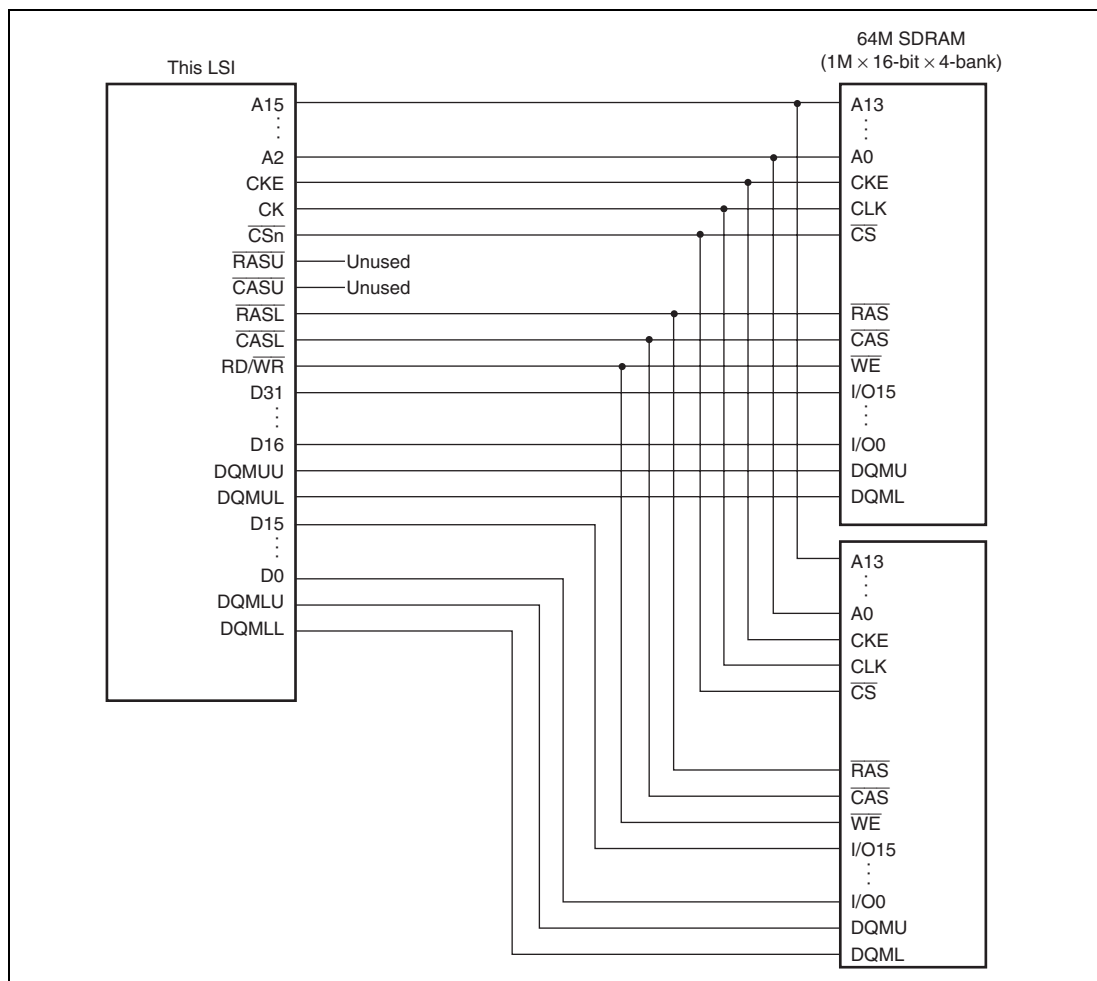 This LSI
A15
A2
CKE
CK
CSn
RASU
CASU
RASL
CASL
RD/WR
D31
D16
DQMUU
DQMUL
D15
D0
DQMLU
DQMLL
Unused
Unused
64M SDRAM
(1M × 16-bit × 4-bank)
A13
A0
CKE
CLK
CS
RAS
CAS
WE
I/O15
I/O0
DQMU
DQML
A13
A0
CKE
CLK
CS
RAS
CAS
WE
I/O15
I/O0
DQMU
DQML